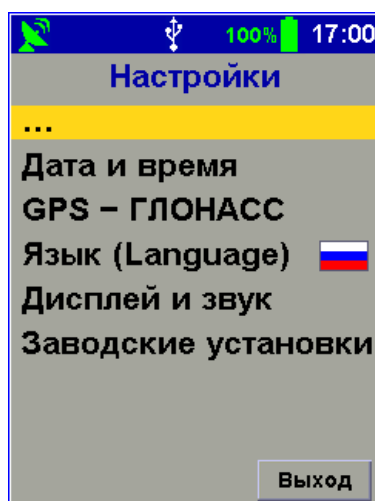 100% 17:00
Настройки
...
Дата и время
GPS – ГЛОНАСС
Язык (Language)
Дисплей и звук
Заводские установки
Выход